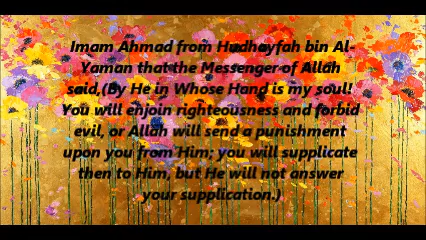 Imam Ahmad from Hudhayfah bin Al-
Yaman that the Messenger of Allah
said,(By He in Whose Hand is my soul!
You will enjoin righteousness and forbid
evil, or Allah will send a punishment
upon you from Him; you will supplicate
then to Him, but He will not answer
your supplication.)